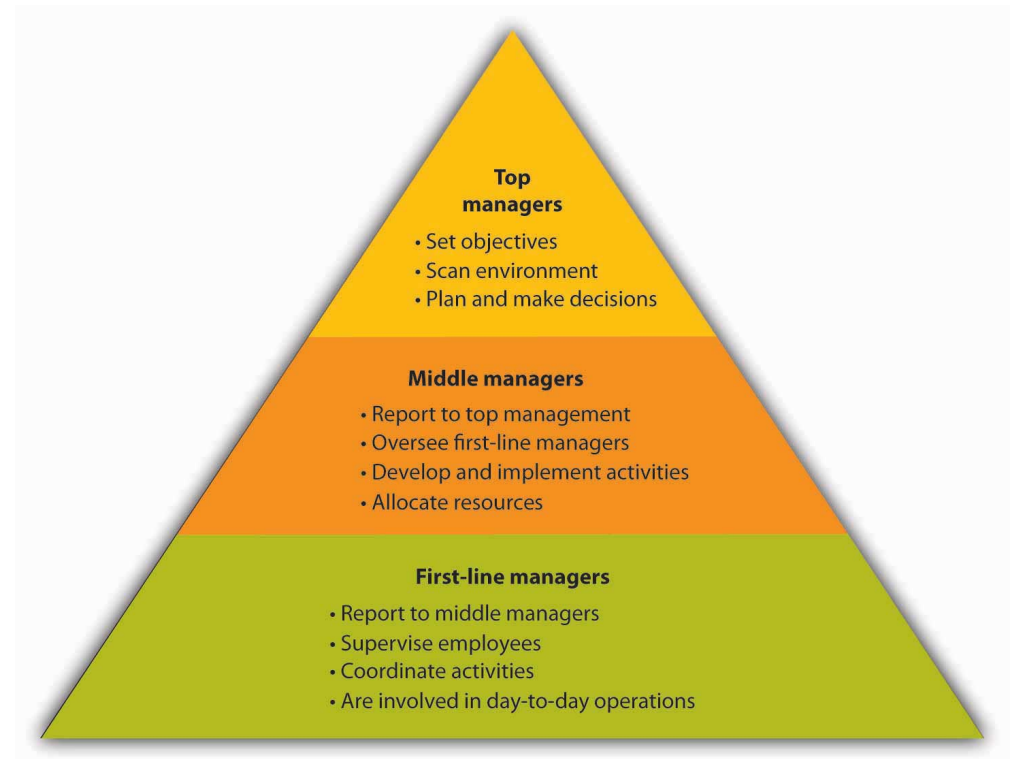 Top
managers
• Set objectives
• Scan environment
• Plan and make decisions
Middle managers
• Report to top management
• Oversee first-line managers
• Develop and implement activities
• Allocate resources
First-line managers
• Report to middle managers
• Supervise employees
• Coordinate activities
• Are involved in day-to-day operations